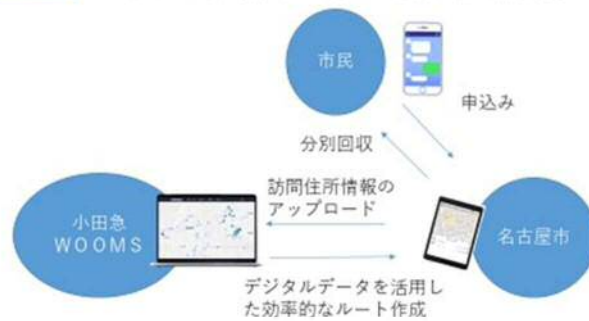 市民
申込み
分別回収
訪問住所情報の
アップロード
小田急
ＷＯＯＭＳ
名古屋市
デジタルデータを活用し
た効率的なルート作成